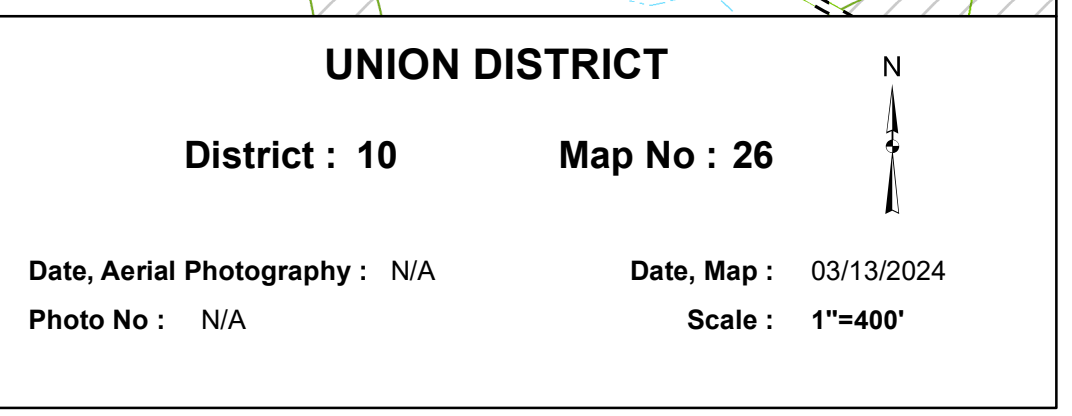 UNION DISTRICT
N
District : 10 Map No : 26
Date, Aerial Photography : N/A Date, Map : 03/13/2024
Photo No : N/A Scale : 1"=400'